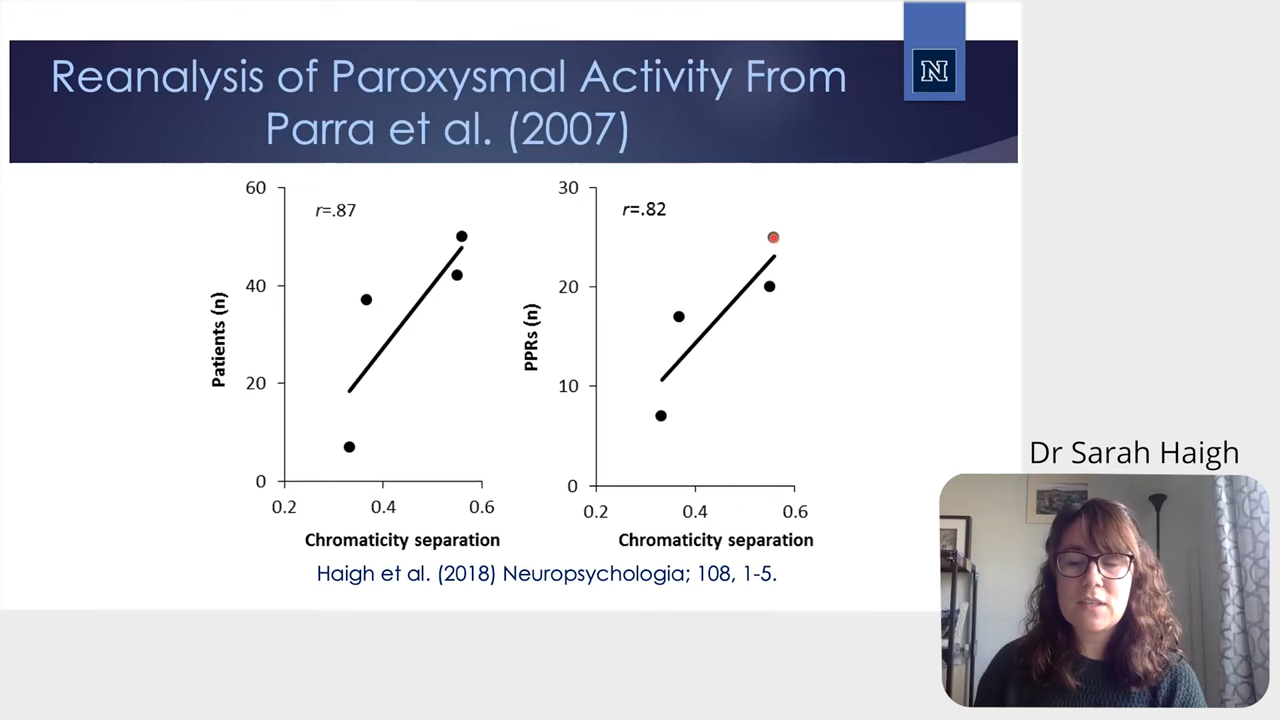 Reanalysis of Paroxysmal Activity From
Parra et al. (2007)
N
60
40
20
0
r=.87
Patients (n)
0.2
0.4
0.6
Chromaticity separation
30
20
10
0
r=.82
PPRs (n)
0.2
0.4
0.6
Chromaticity separation
Haigh et al. (2018) Neuropsychologia; 108, 1-5.
Dr Sarah Haigh